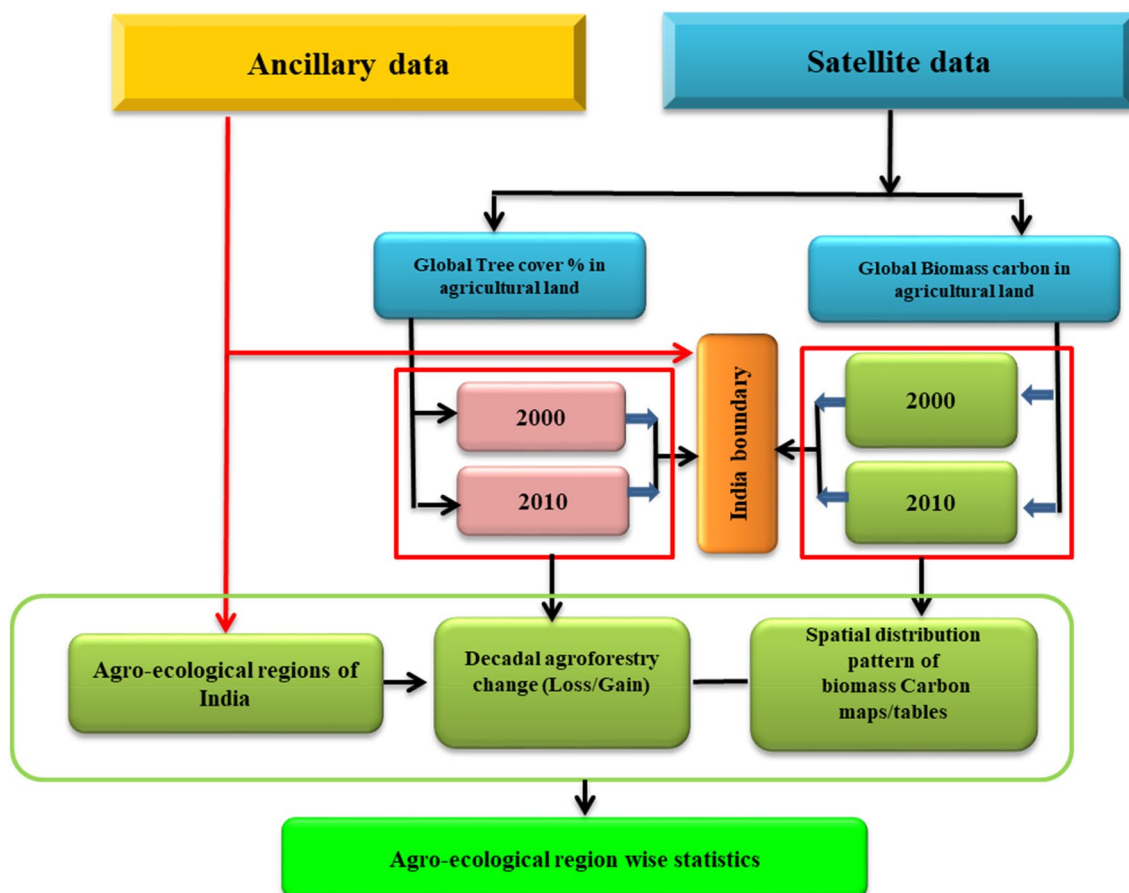 Ancillary data
Satellite data
Global Tree cover % in
agricultural land
Global Biomass carbon in
agricultural land
2000
2010
India boundary
2000
2010
Agro-ecological regions of
India
Decadal agroforestry
change (Loss/Gain)
Spatial distribution
pattern of
biomass Carbon
maps/tables
Agro-ecological region wise statistics